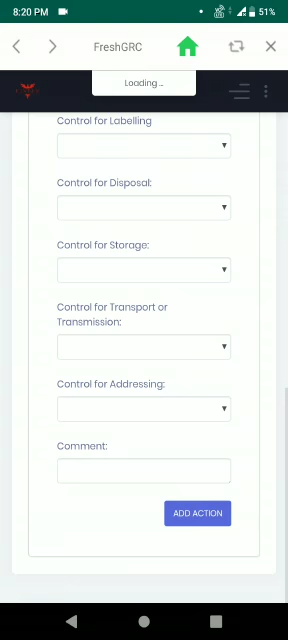 8:20 PM
51%
FreshGRC
Loading ...
Control for Labelling
Control for Disposal:
Control for Storage:
Control for Transport or
Transmission:
Control for Addressing:
Comment:
ADD ACTION